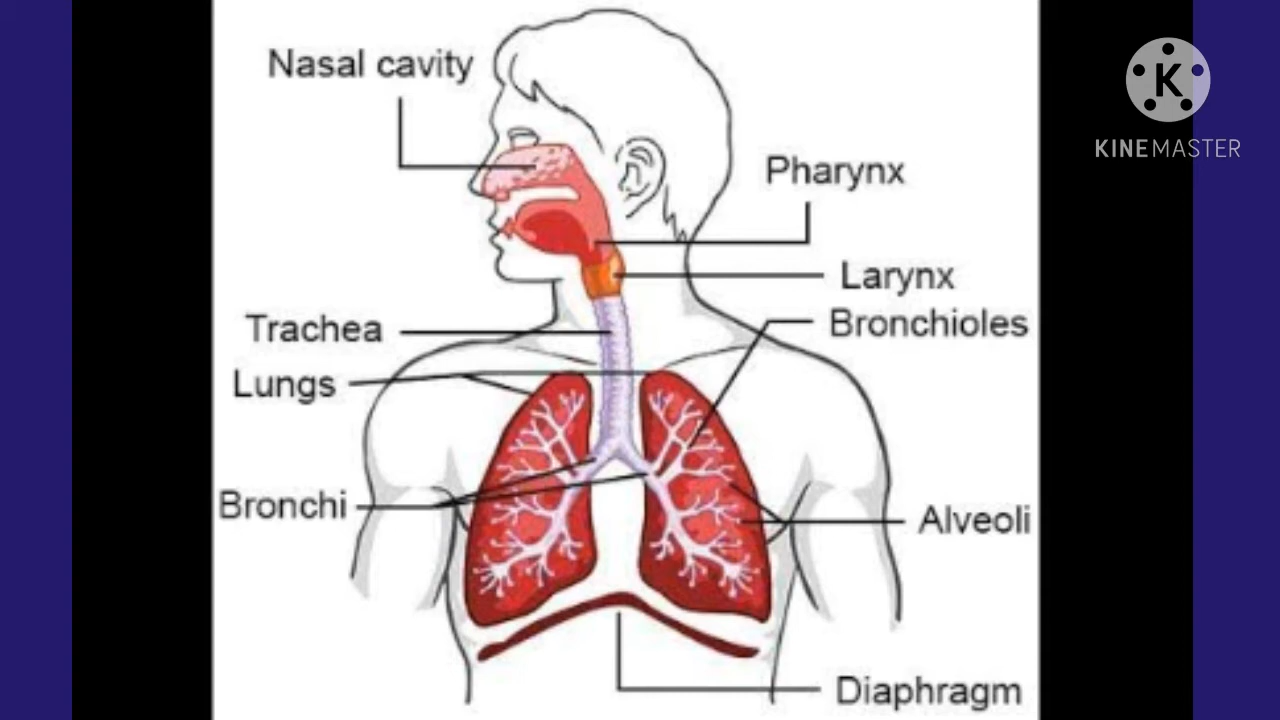 Nasal cavity
K
KINEMASTER
Pharynx
Larynx
Bronchioles
Trachea
Lungs
Bronchi
Alveoli
Diaphragm